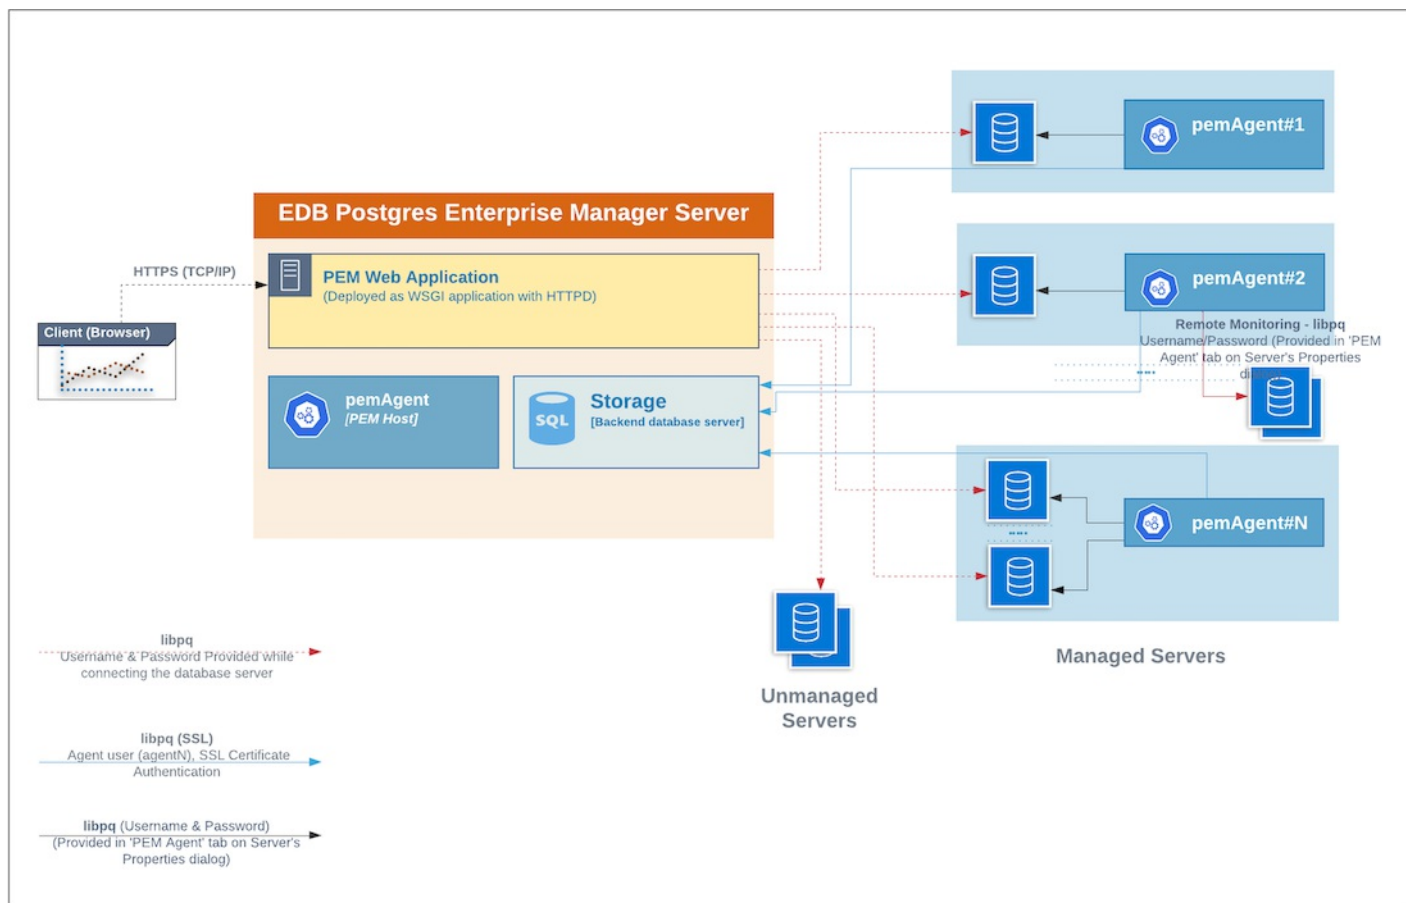 pemAgent#1
EDB Postgres Enterprise Manager Server
HTTPS (TCP/IP)
PEM Web Application
(Deployed as WSGI application with HTTPD)
pemAgent#2
Client (Browser)
Remote Monitoring - libpq
Username/Password (Provided in 'PEM
Agent' tab on Server's Properties
pemAgent
[PEM Host]
SQL
Storage
[Backend database server]
pemAgent#N
Managed Servers
Unmanaged
Servers
libpq
Username & Password Provided while
connecting the database server
libpq (SSL)
Agent user (agentN), SSL Certificate
Authentication
libpq (Username & Password)
(Provided in 'PEM Agent' tab on Server's
Properties dialog)